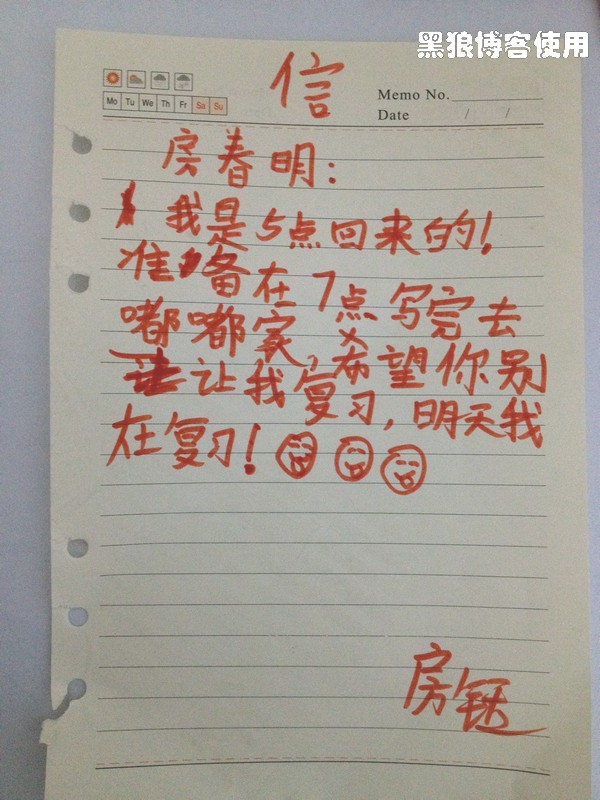 黑狼博客使用
信
Memo No.
Mo Tu We Th Fr Sa Su
Date / /
房春明：
我是5点回来的！
准备在7点写完去
嘟嘟家，希望你别
让我复习，明天我
在复习！
房钰